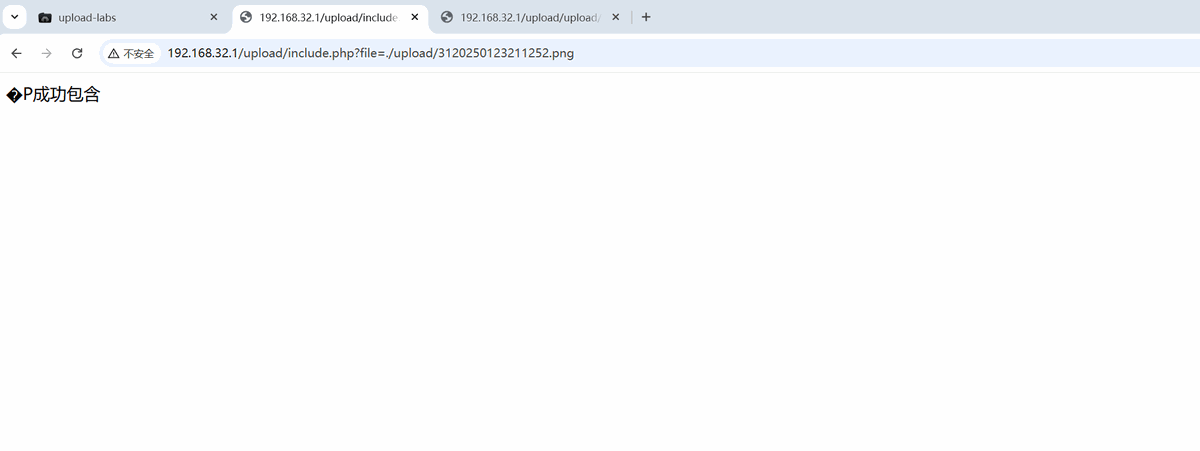 upload-labs
192.168.32.1/upload/include
192.168.32.1/upload/upload/
不安全
192.168.32.1/upload/include.php?file=./upload/3120250123211252.png
�P成功包含